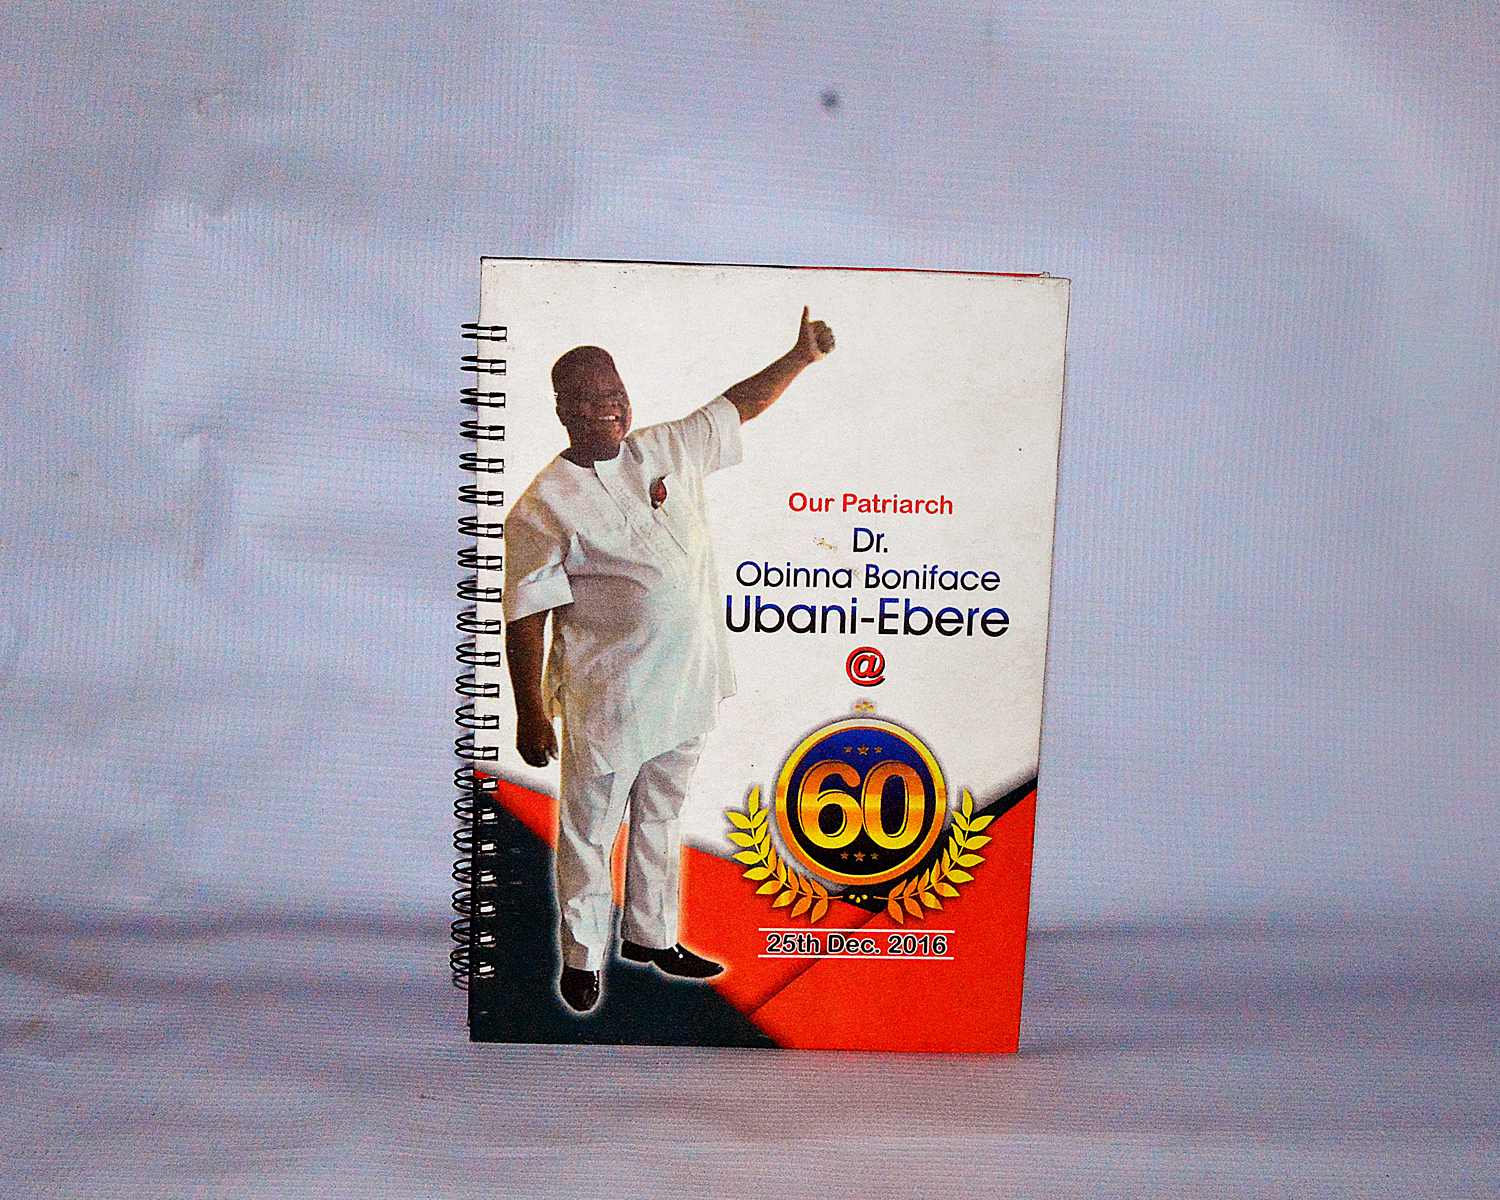 Our Patriarch
Dr.
Obinna Boniface
Ubani-Ebere
@
60
25th Dec. 2016